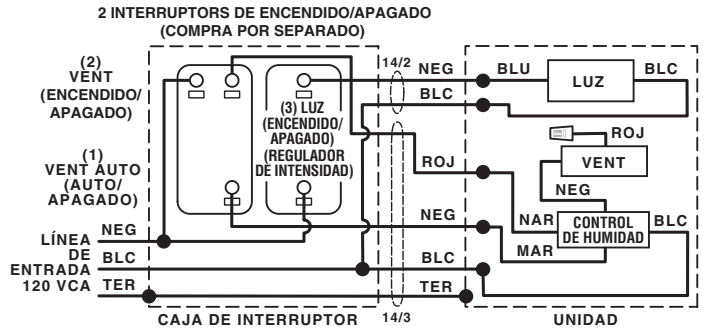 2 INTERRUPTORS DE ENCENDIDO/APAGADO
(COMPRA POR SEPARADO)
(2)
VENT
(ENCENDIDO/
APAGADO)
(1)
VENT AUTO
(AUTO/
APAGADO)
(3) LUZ
(ENCENDIDO/
APAGADO)
(REGULADOR
DE INTENSIDAD)
14/2
NEG
BLC
ROJ
NEG
BLC
TER
BLU
LUZ
BLC
ROJ
VENT
NEG
NAR
CONTROL
DE HUMIDAD
BLC
MAR
LÍNEA
DE
ENTRADA
120 VCA
NEG
BLC
TER
CAJA DE INTERRUPTOR
14/3
UNIDAD